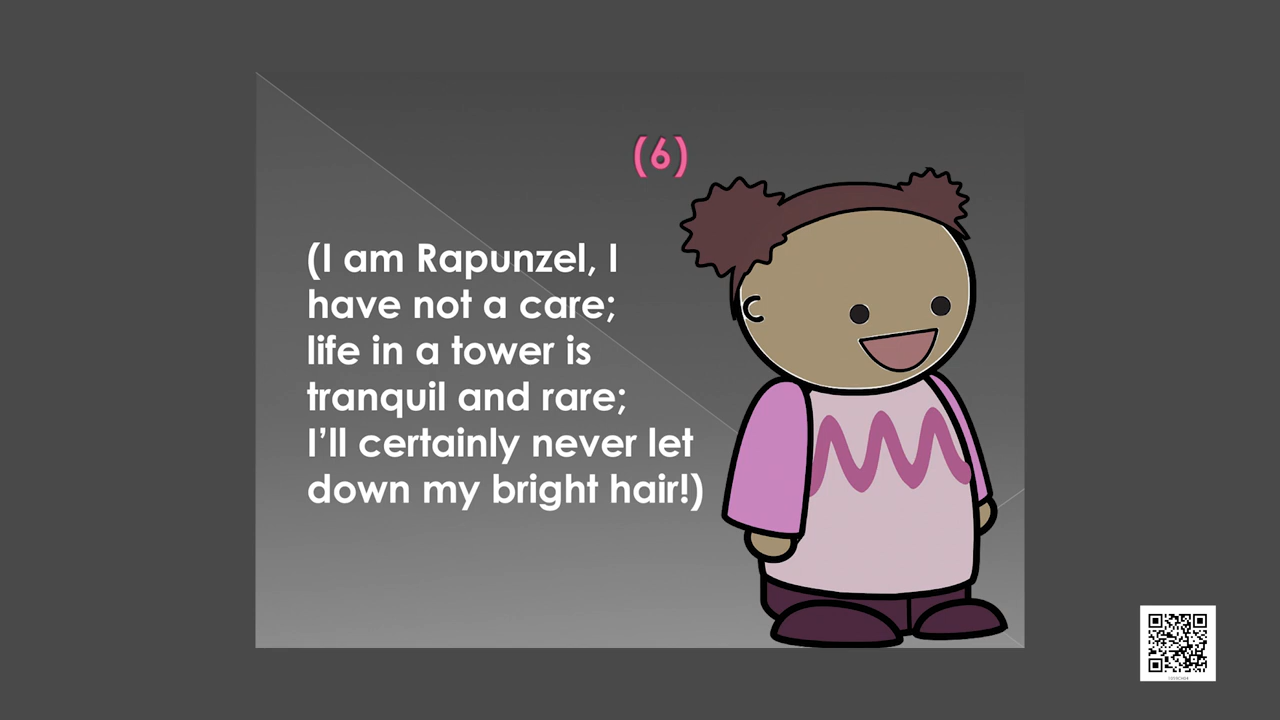 (6)
(I am Rapunzel, I
have not a care;
life in a tower is
tranquil and rare;
I’ll certainly never let
down my bright hair!)